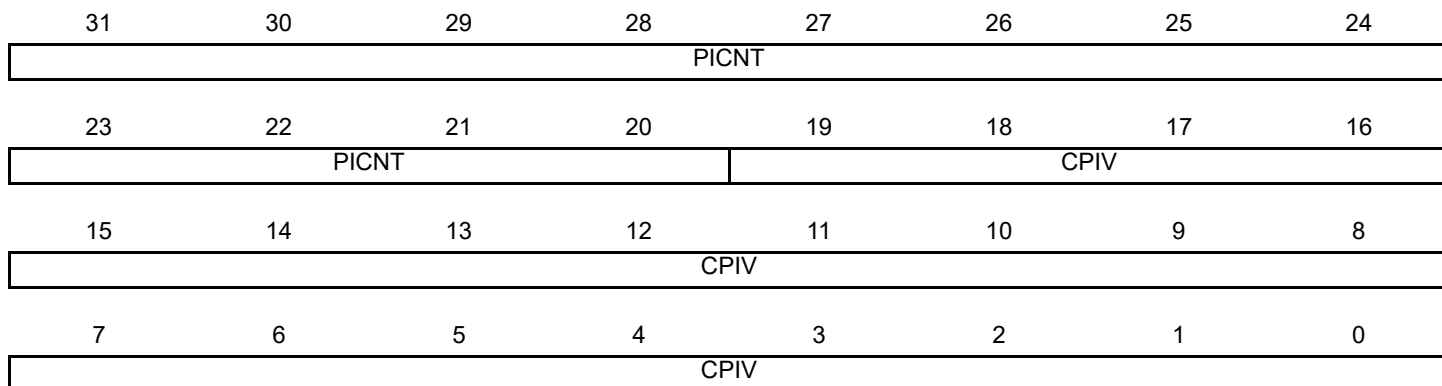 31 30 29 28 27 26 25 24
PICNT
23 22 21 20 19 18 17 16
PICNT CPIV
15 14 13 12 11 10 9 8
CPIV
7 6 5 4 3 2 1 0
CPIV